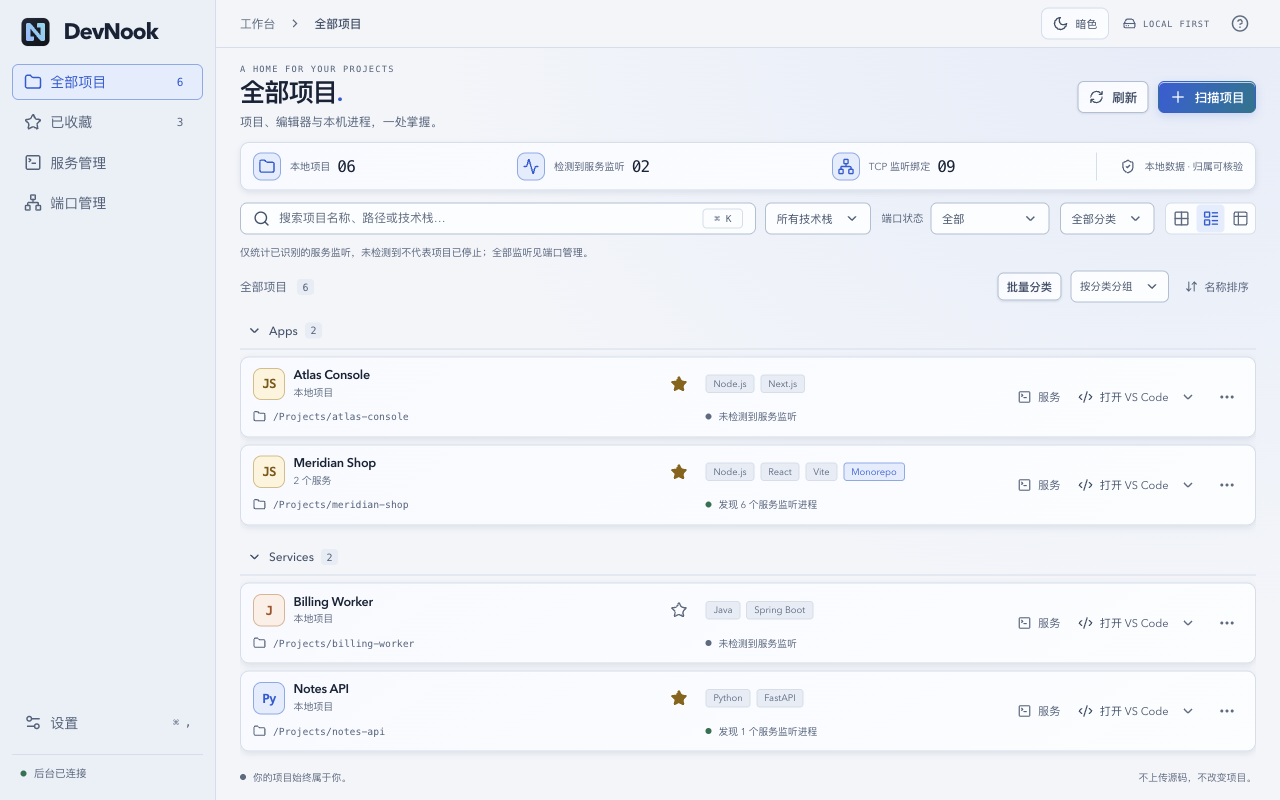 DevNook
全部项目 6
已收藏 3
服务管理
端口管理
设置 ⌘ ,
后台已连接
工作台 > 全部项目
暗色
LOCAL FIRST
A HOME FOR YOUR PROJECTS
全部项目.
项目、编辑器与本机进程，一处掌握。
刷新
扫描项目
本地项目 06
检测到服务监听 02
TCP 监听绑定 09
本地数据 · 归属可核验
搜索项目名称、路径或技术栈… ⌘ K
所有技术栈
端口状态 全部
全部分类
仅统计已识别的服务监听，未检测到不代表项目已停止；全部监听见端口管理。
全部项目 6
批量分类
按分类分组
名称排序
Apps 2
JS
Atlas Console
本地项目
/Projects/atlas-console
Node.js Next.js
未检测到服务监听
服务 打开 VS Code
JS
Meridian Shop
2 个服务
/Projects/meridian-shop
Node.js React Vite Monorepo
发现 6 个服务监听进程
服务 打开 VS Code
Services 2
J
Billing Worker
本地项目
/Projects/billing-worker
Java Spring Boot
未检测到服务监听
服务 打开 VS Code
Py
Notes API
本地项目
/Projects/notes-api
Python FastAPI
发现 1 个服务监听进程
服务 打开 VS Code
你的项目始终属于你。
不上传源码，不改变项目。